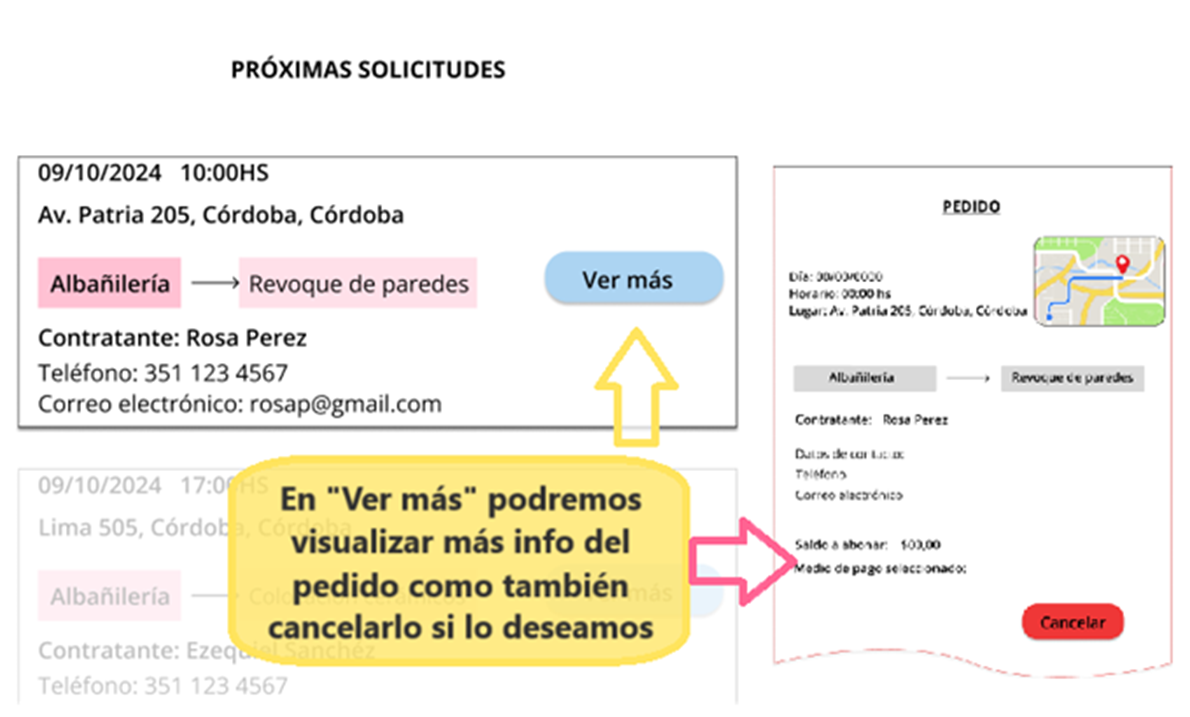 PRÓXIMAS SOLICITUDES
09/10/2024 10:00HS
Av. Patria 205, Córdoba, Córdoba
Albañilería
Revoque de paredes
Ver más
Contratante: Rosa Perez
Teléfono: 351 123 4567
Correo electrónico: rosap@gmail.com
09/10/2024 17:00HS
Lima 505, Córdoba, Córdoba
Albañilería
más
Contratante: Ezequiel Sanchéz
Teléfono: 351 123 4567
En "Ver más" podremos
visualizar más info del
pedido como también
cancelarlo si lo deseamos
PEDIDO
Día: 00/00/0000
Horario: 00:00 hs
Lugar: Av. Patria 205, Córdoba, Córdoba
Albañilería
Revoque de paredes
Contratante: Rosa Perez
Datos de contacto:
Teléfono
Correo electrónico
Saldo a abonar: $00,00
Medio de pago seleccionado:
Cancelar